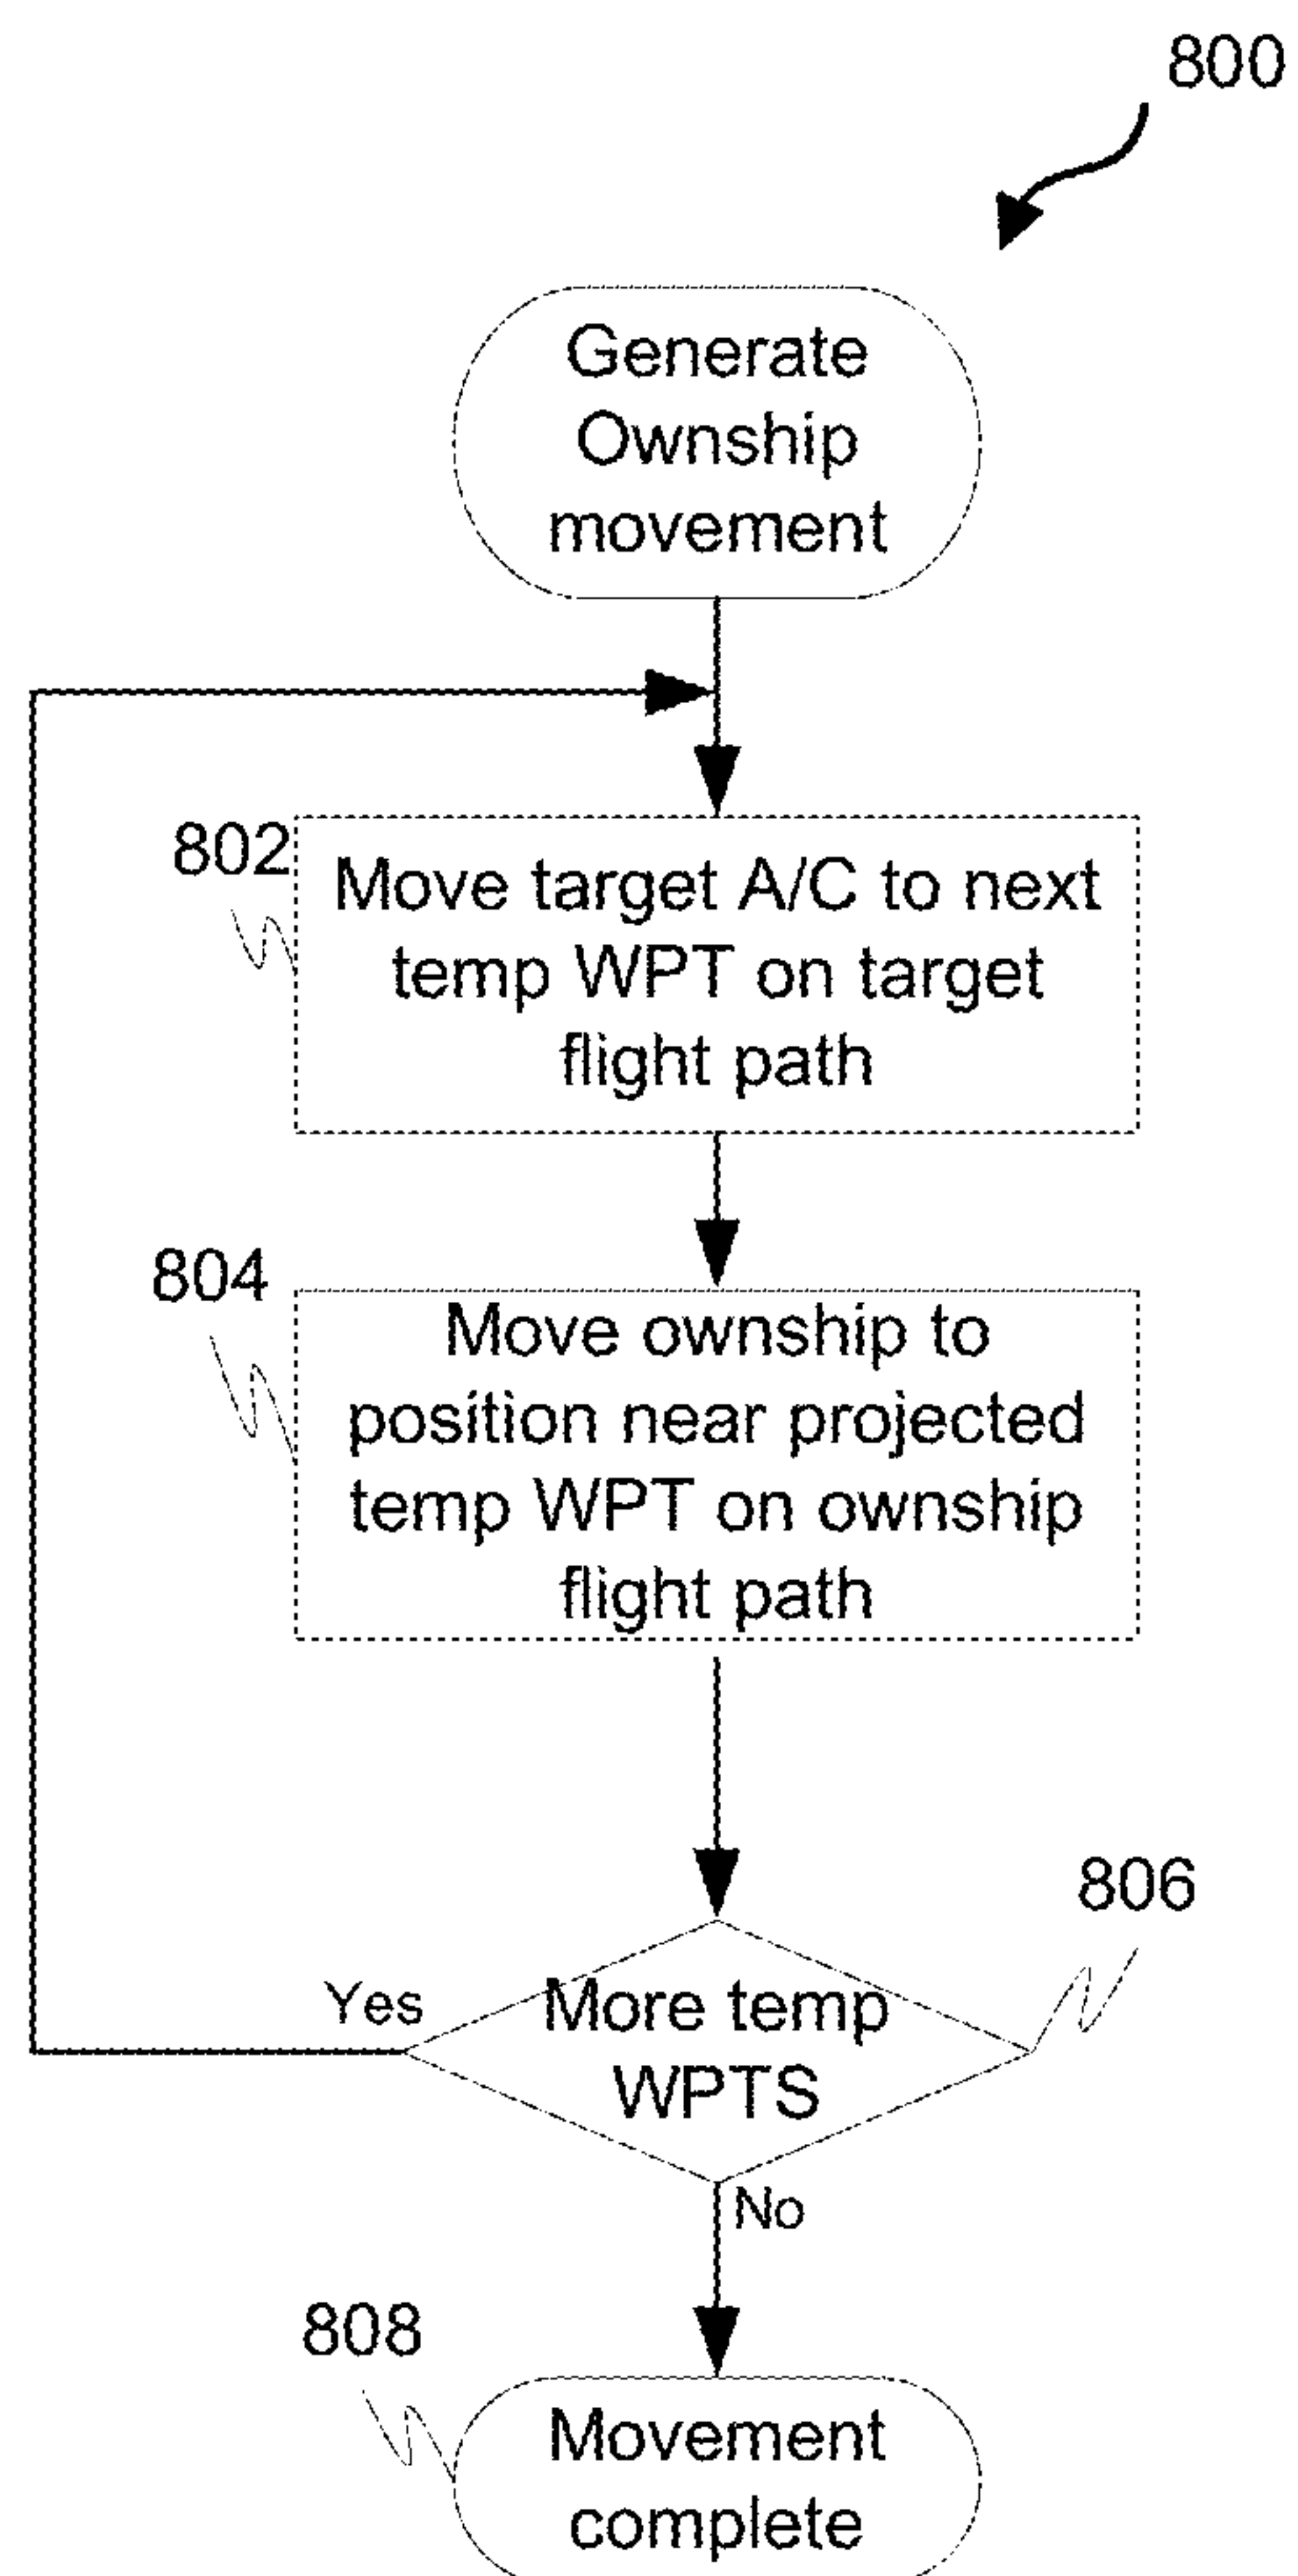 800
Generate
Ownship
movement
802
Move target A/C to next
temp WPT on target
flight path
804
Move ownship to
position near projected
temp WPT on ownship
flight path
806
Yes
More temp
WPTS
No
808
Movement
complete